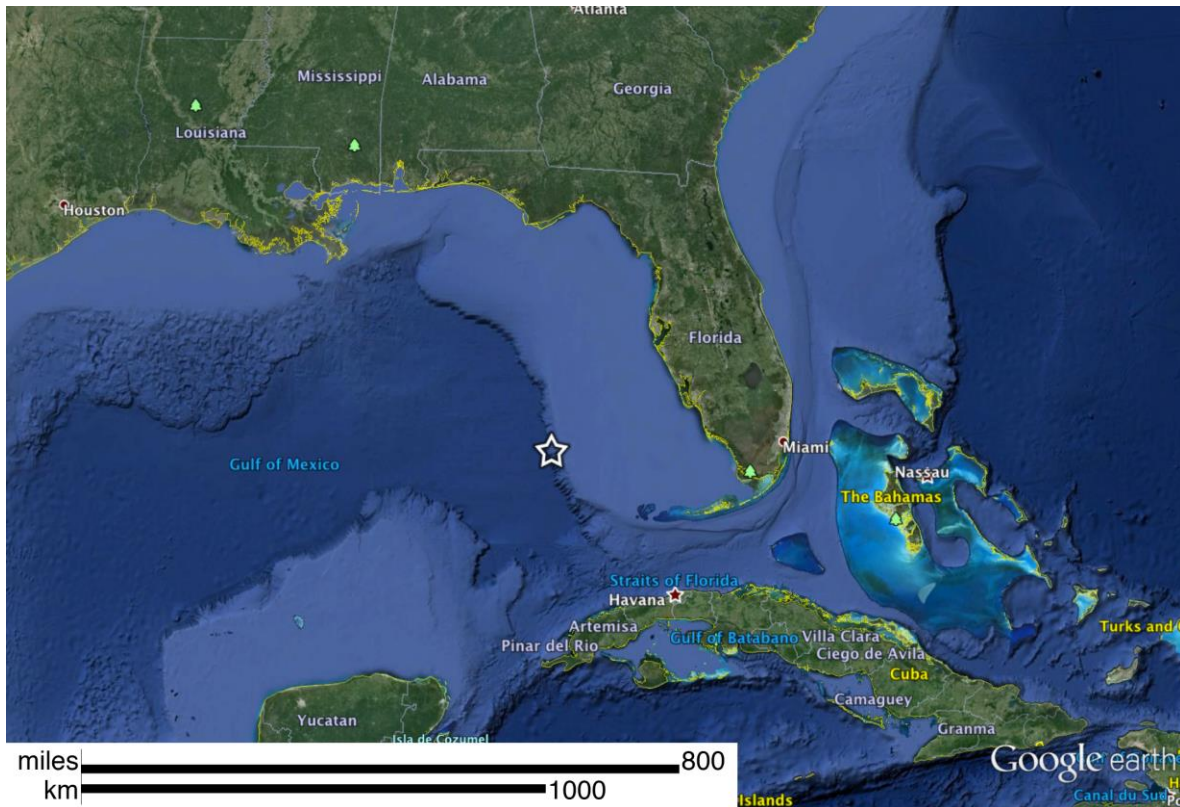 Atlanta
Mississippi
Alabama
Georgia
Louisiana
Houston
Florida
Miami
Gulf of Mexico
Nassau
The Bahamas
Straits of Florida
Havana
Artemisa
Pinar del Rio
Gulf of Batabano
Villa Clara
Ciego de Avila
Turks and
Cuba
Camaguey
Yucatan
Granma
Isla de Cozumel
miles 800
km 1000
Google earth
Canal du Sud
Islands